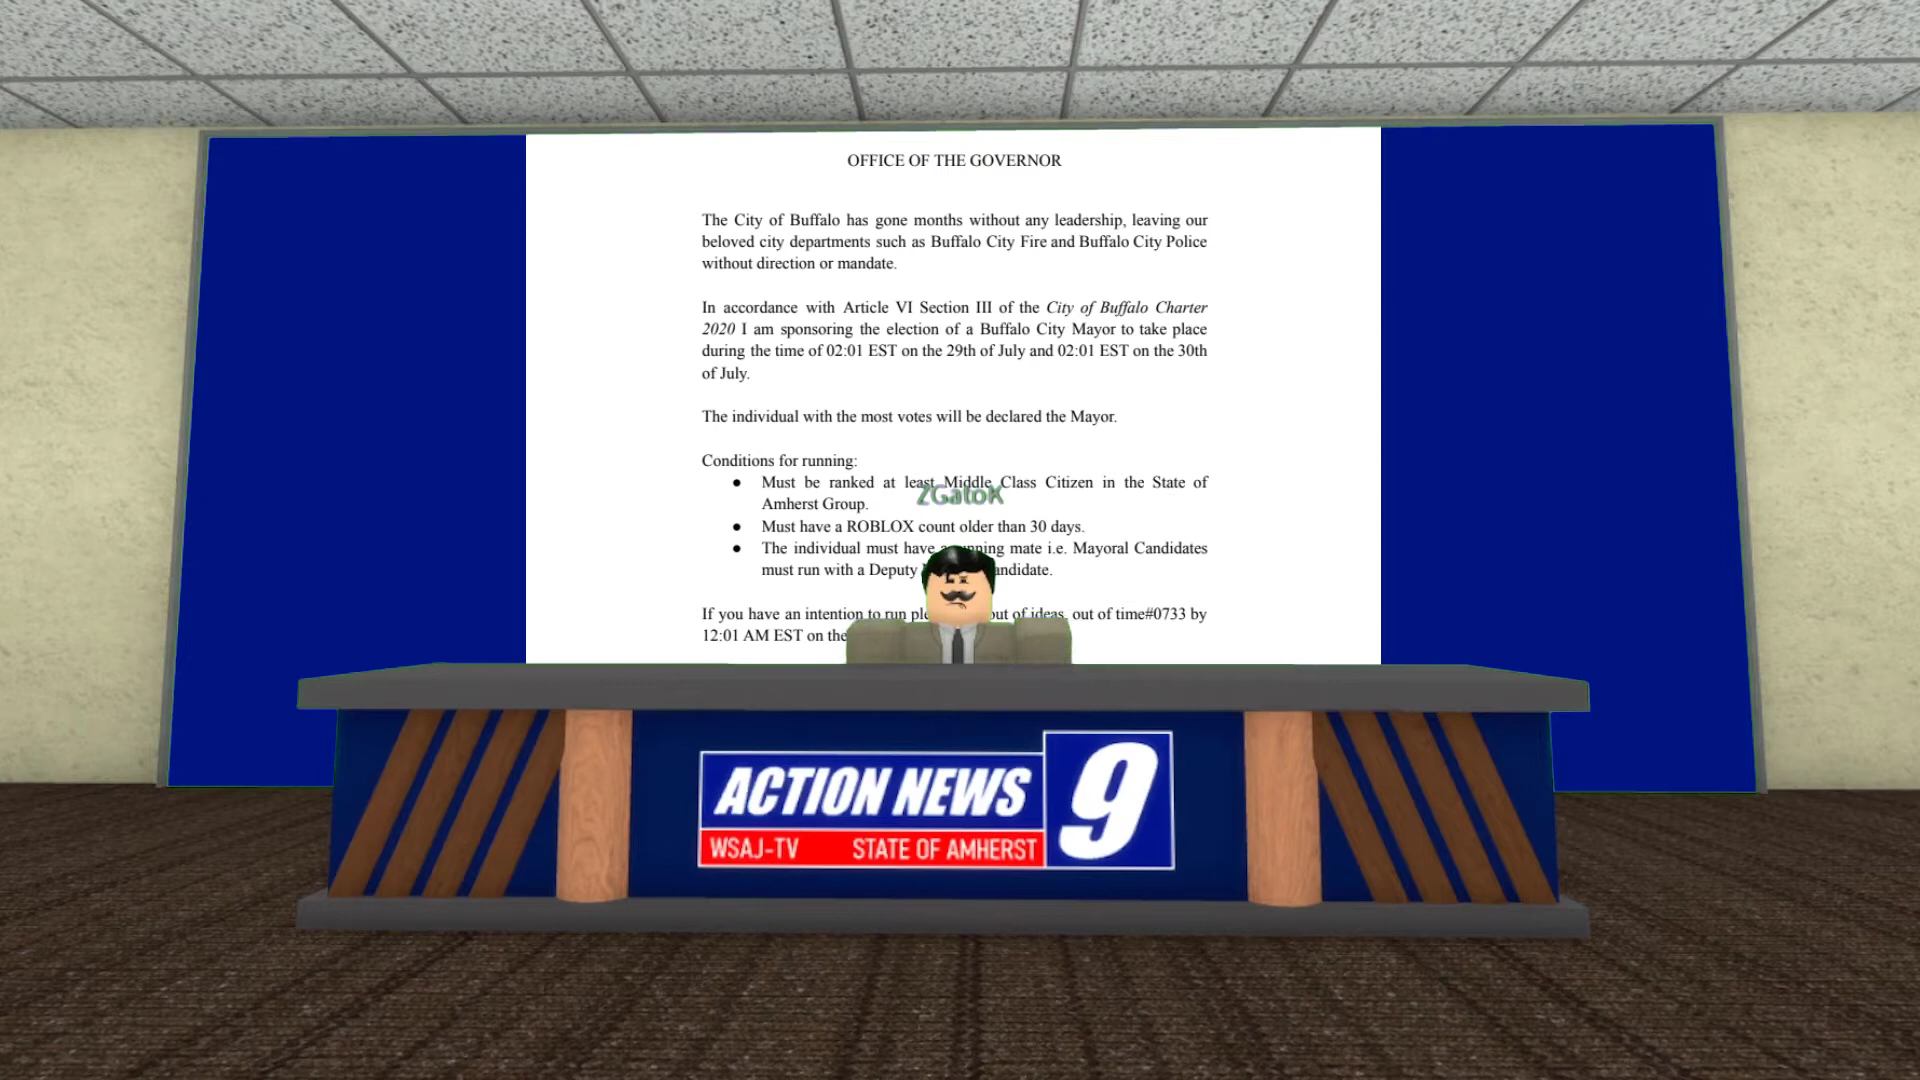 OFFICE OF THE GOVERNOR
The City of Buffalo has gone months without any leadership, leaving our
beloved city departments such as Buffalo City Fire and Buffalo City Police
without direction or mandate.
In accordance with Article VI Section III of the City of Buffalo Charter
2020 I am sponsoring the election of a Buffalo City Mayor to take place
during the time of 02:01 EST on the 29th of July and 02:01 EST on the 30th
of July.
The individual with the most votes will be declared the Mayor.
Conditions for running:
● Must be ranked at least Middle Class Citizen in the State of
ZGatoK
Amherst Group.
● Must have a ROBLOX count older than 30 days.
● The individual must have mate i.e. Mayoral Candidates
must run with a Deputy
If you have an intention to run out of ideas, out of time#0733 by
12:01 AM EST on the
ACTION NEWS 9
WSAJ-TV STATE OF AMHERST